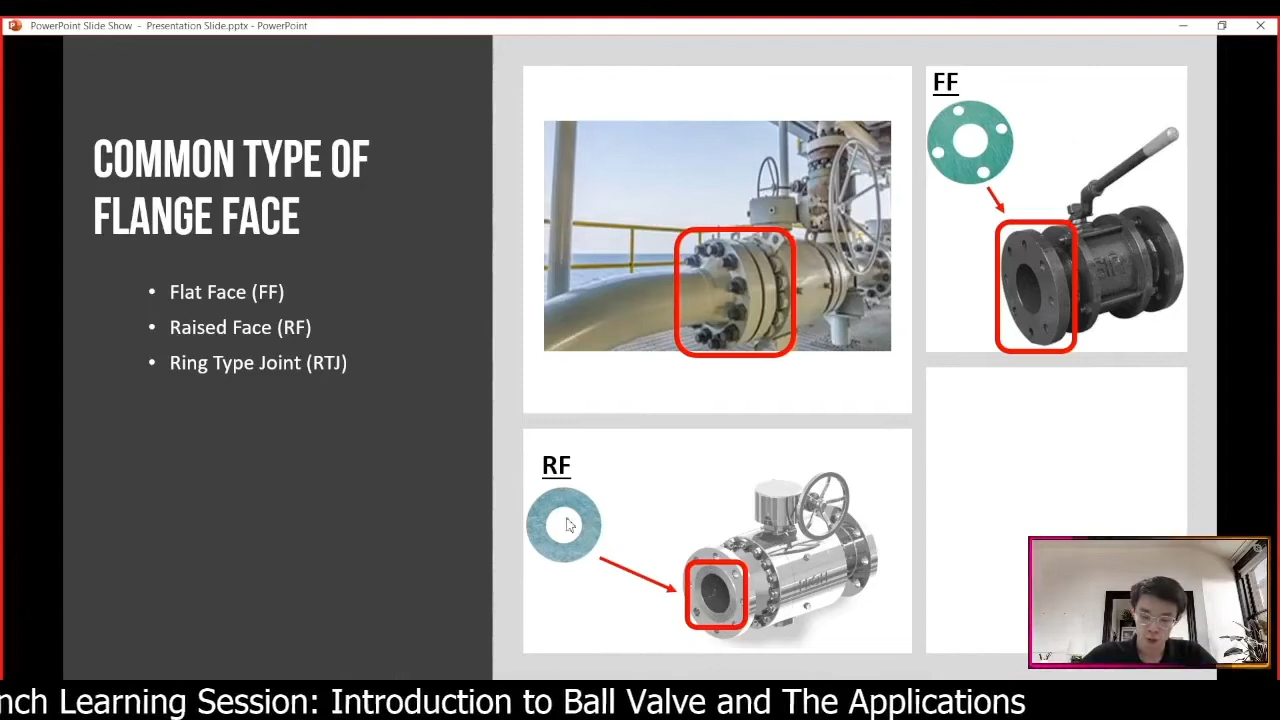 PowerPoint Slide Show - Presentation Slide.pptx - PowerPoint
COMMON TYPE OF
FLANGE FACE
• Flat Face (FF)
• Raised Face (RF)
• Ring Type Joint (RTJ)
FF
RF
nch Learning Session: Introduction to Ball Valve and The Applications